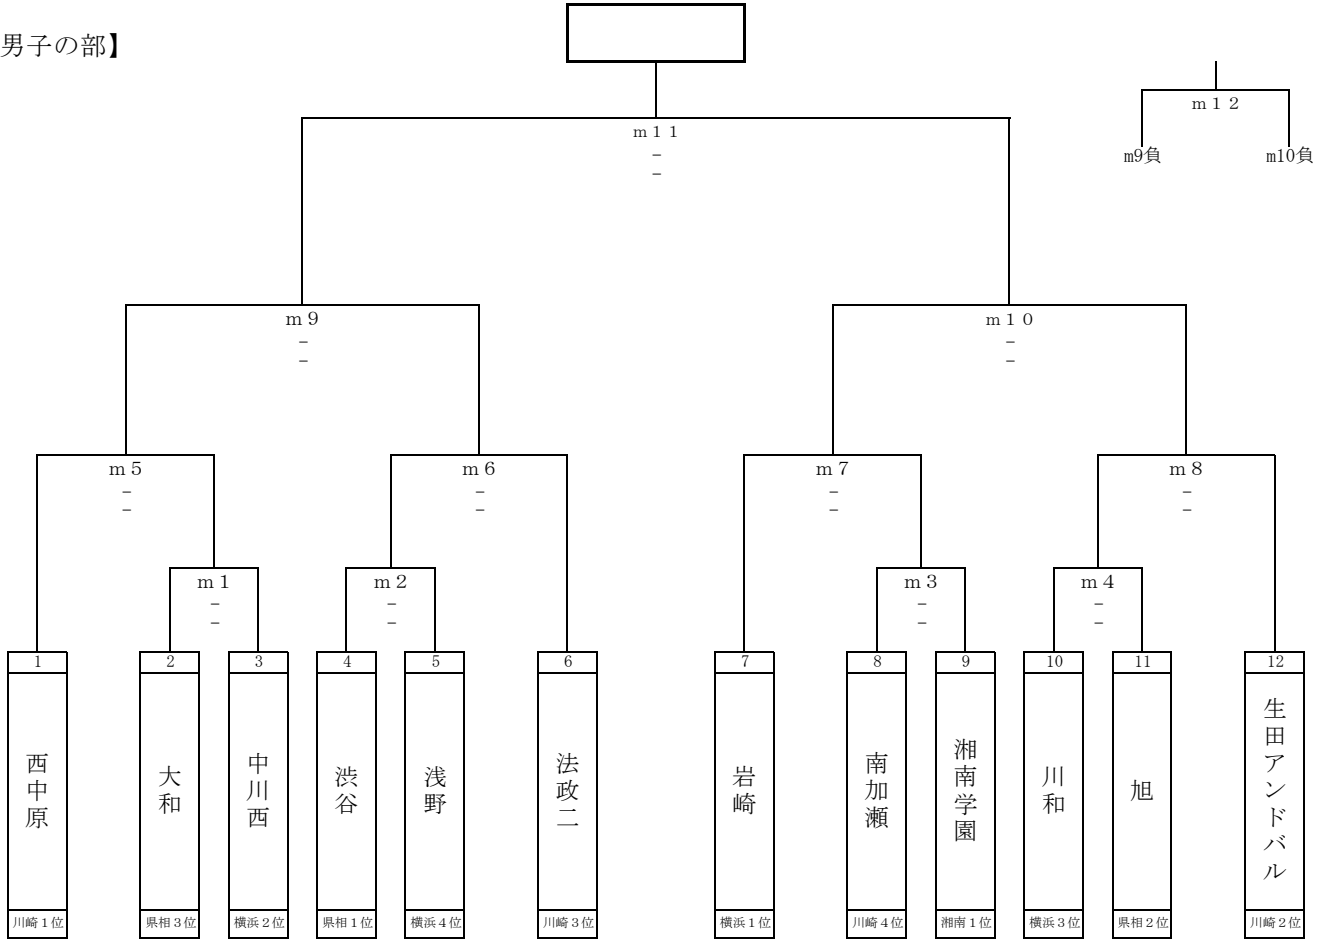 男子の部】
m12
m9負 m10負
m11
-
-
m9 m10
- -
- -
m5 m6 m7 m8
- - - -
- - - -
m1 m2 m3 m4
- - - -
- - - -
1 2 3 4 5 6 7 8 9 10 11 12
西中原
大和
中川西
渋谷
浅野
法政二
岩崎
南加瀬
湘南学園
川和
旭
生田アンドバル
川崎1位 県相3位 横浜2位 県相1位 横浜4位 川崎3位 横浜1位 川崎4位 湘南1位 横浜3位 県相2位 川崎2位